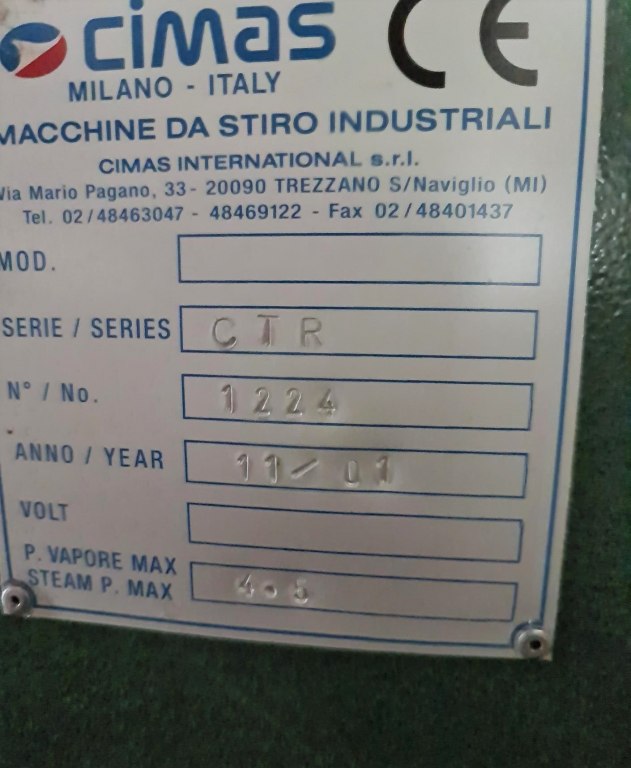 cimas CE
MILANO - ITALY
MACCHINE DA STIRO INDUSTRIALI
CIMAS INTERNATIONAL s.r.l.
Via Mario Pagano, 33 - 20090 TREZZANO S/Naviglio (MI)
Tel. 02/48463047 - 48469122 - Fax 02/48401437
MOD.
SERIE / SERIES CTR
N° / No. 1224
ANNO / YEAR 11/01
VOLT
P. VAPORE MAX
STEAM P. MAX 4.5